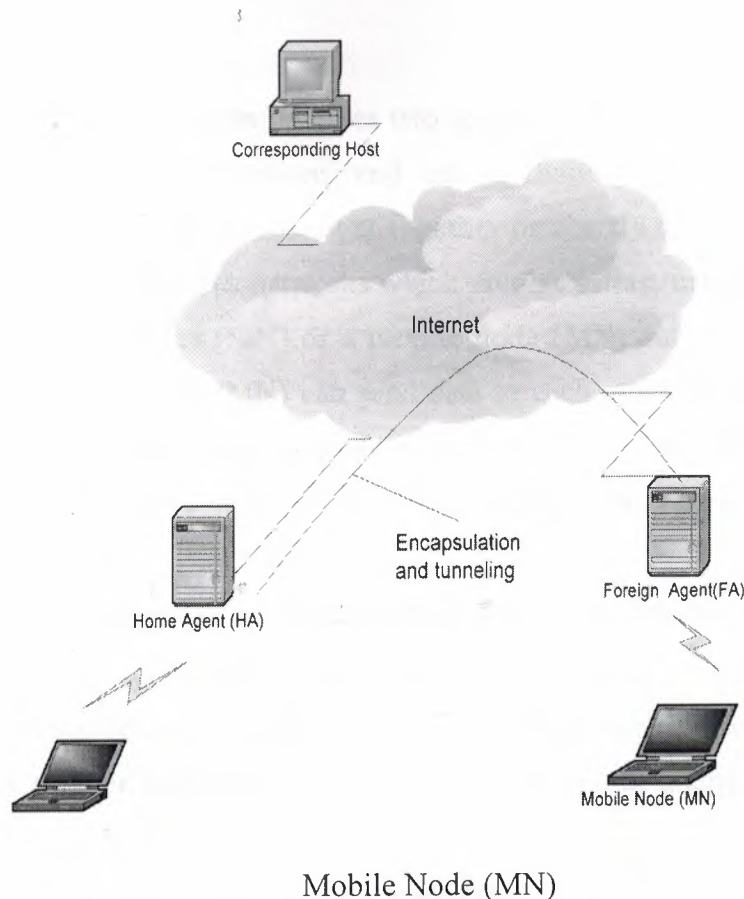 Corresponding Host
Internet
Encapsulation
and tunneling
Home Agent (HA)
Foreign Agent(FA)
Mobile Node (MN)
Mobile Node (MN)